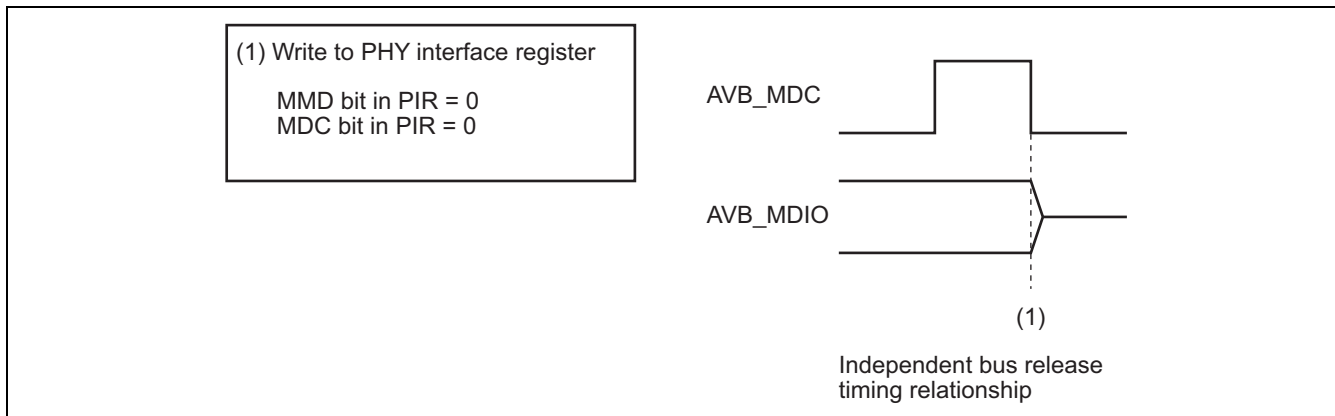 (1) Write to PHY interface register
MMD bit in PIR = 0
MDC bit in PIR = 0
AVB_MDC
AVB_MDIO
(1)
Independent bus release
timing relationship